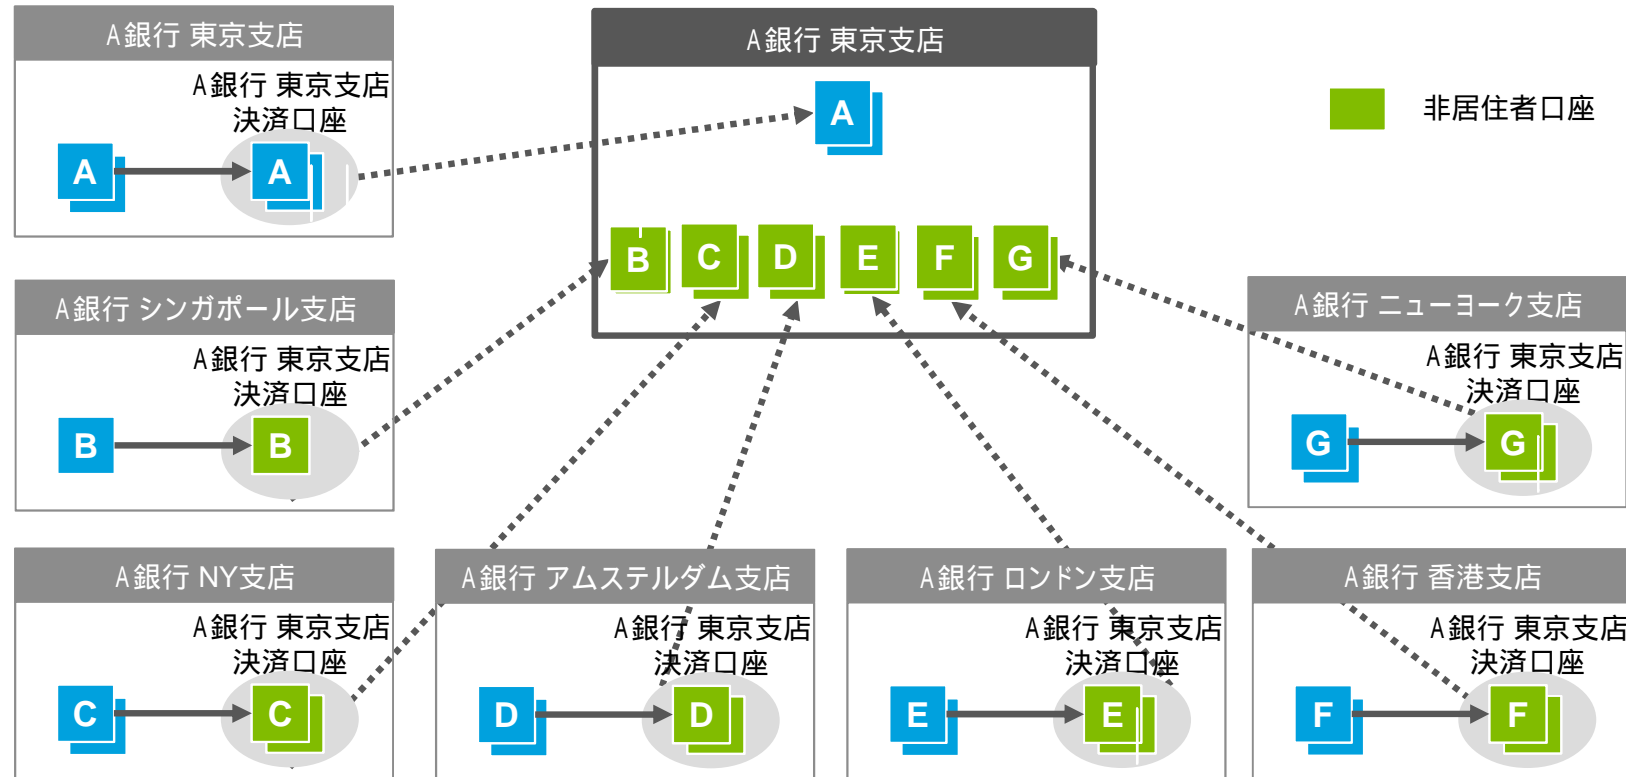 A銀行 東京支店
A銀行 東京支店
決済口座
A
A
A銀行 東京支店
A
B
C
D
E
F
G
非居住者口座
A銀行 シンガポール支店
A銀行 東京支店
決済口座
B
B
A銀行 ニューヨーク支店
A銀行 東京支店
決済口座
G
G
A銀行 NY支店
A銀行 東京支店
決済口座
C
C
A銀行 アムステルダム支店
A銀行 東京支店
決済口座
D
D
A銀行 ロンドン支店
A銀行 東京支店
決済口座
E
E
A銀行 香港支店
A銀行 東京支店
決済口座
F
F